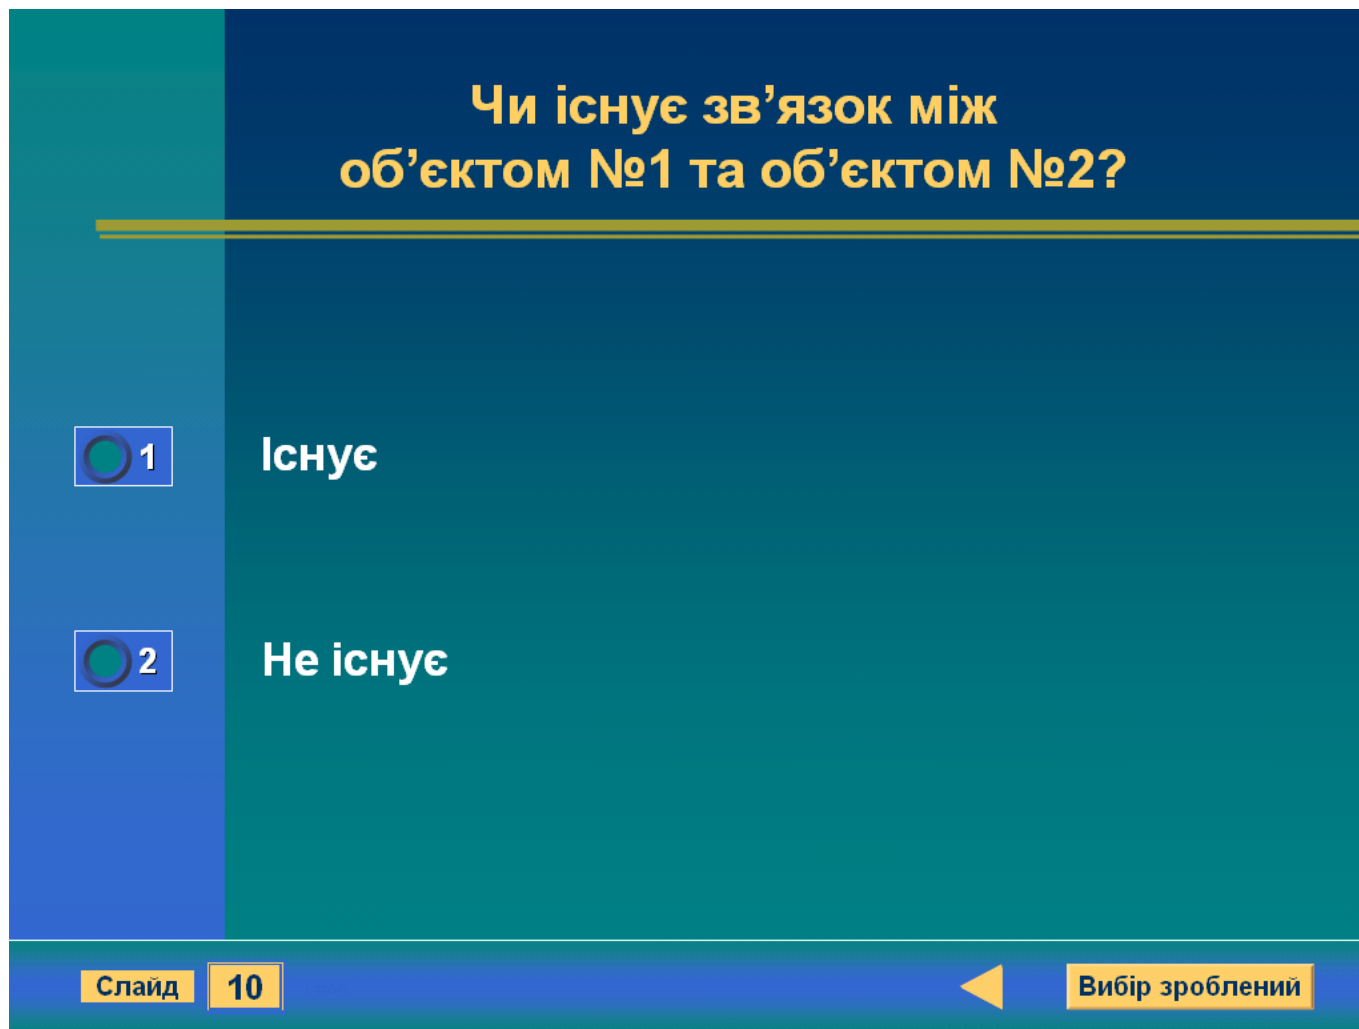 Чи існує зв’язок між
об’єктом №1 та об’єктом №2?
1 Існує
2 Не існує
Слайд 10 Вибір зроблений